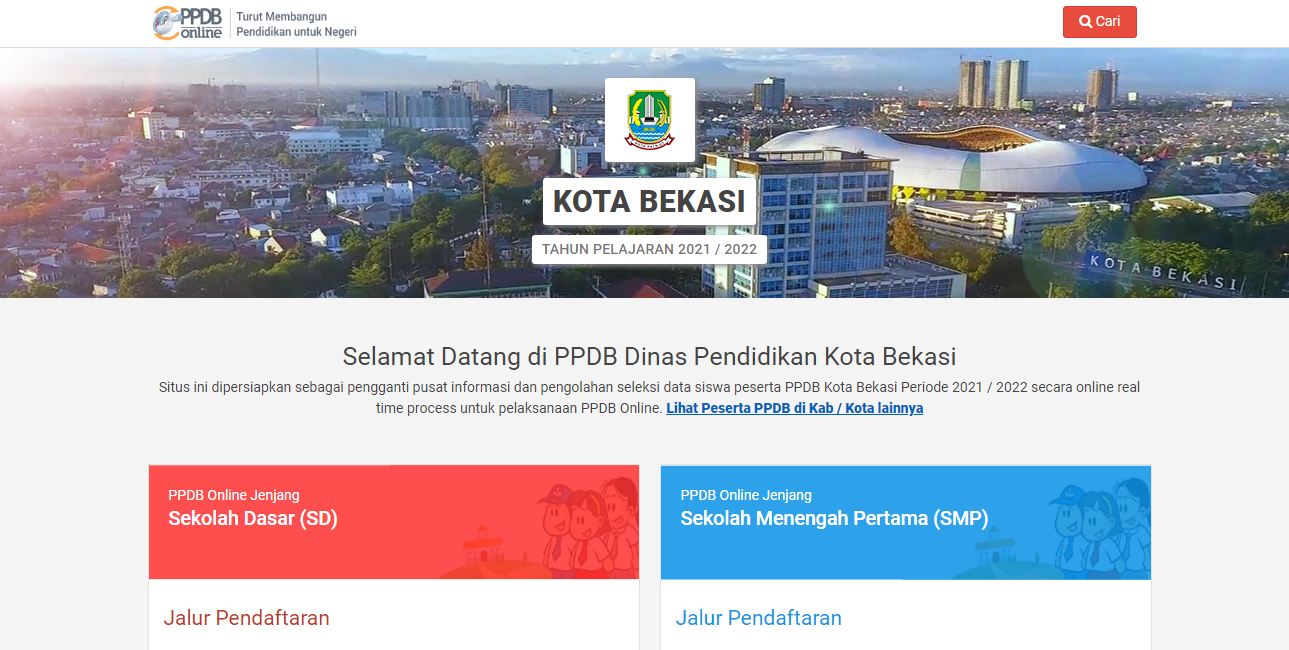 PPDB
online
Turut Membangun
Pendidikan untuk Negeri
Cari
KOTA BEKASI
TAHUN PELAJARAN 2021 / 2022
KOTA BEKASI
Selamat Datang di PPDB Dinas Pendidikan Kota Bekasi
Situs ini dipersiapkan sebagai pengganti pusat informasi dan pengolahan seleksi data siswa peserta PPDB Kota Bekasi Periode 2021 / 2022 secara online real
time process untuk pelaksanaan PPDB Online. Lihat Peserta PPDB di Kab / Kota lainnya
PPDB Online Jenjang
Sekolah Dasar (SD)
PPDB Online Jenjang
Sekolah Menengah Pertama (SMP)
Jalur Pendaftaran
Jalur Pendaftaran